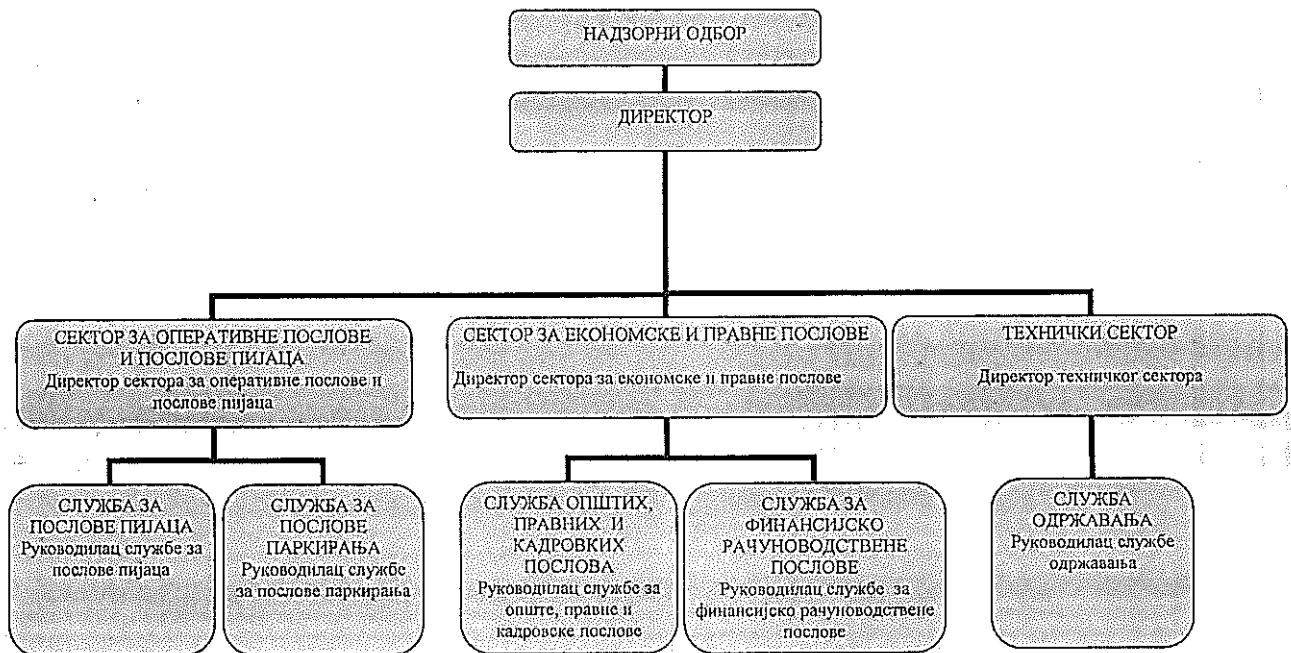 НАДЗОРНИ ОДБОР
ДИРЕКТОР
СЕКТОР ЗА ОПЕРАТИВНЕ ПОСЛОВЕ
И ПОСЛОВЕ ПИЈАЦА
Директор сектора за оперативне послове и
послове пијаца
СЕКТОР ЗА ЕКОНОМСКЕ И ПРАВНЕ ПОСЛОВЕ
Директор сектора за економске и правне послове
ТЕХНИЧКИ СЕКТОР
Директор техничког сектора
СЛУЖБА ЗА
ПОСЛОВЕ ПИЈАЦА
Руководилац службе за
послове пијаца
СЛУЖБА ЗА
ПОСЛОВЕ
ПАРКИРАЊА
Руководилац службе
за послове паркирања
СЛУЖБА ОПШТИХ,
ПРАВНИХ И
КАДРОВКИХ
ПОСЛОВА
Руководилац службе за
опште, правне и
кадровске послове
СЛУЖБА ЗА
ФИНАНСИЈСКО
РАЧУНОВОДСТВЕНЕ
ПОСЛОВЕ
Руководилац службе за
финансијско рачуноводствене
послове
СЛУЖБА
ОДРЖАВАЊА
Руководилац службе
одржавања